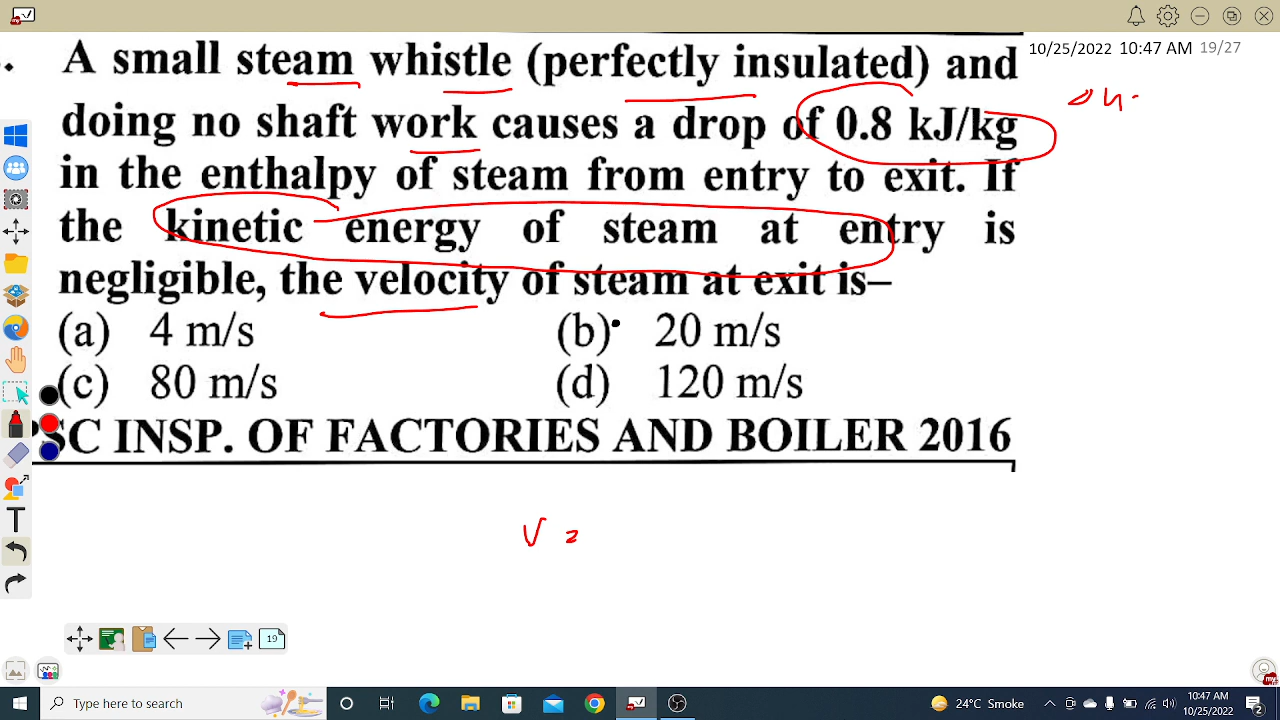 10/25/2022 10:47 AM 19/27
A small steam whistle (perfectly insulated) and
doing no shaft work causes a drop of 0.8 kJ/kg
in the enthalpy of steam from entry to exit. If
the kinetic energy of steam at entry is
negligible, the velocity of steam at exit is–
(a) 4 m/s (b) 20 m/s
(c) 80 m/s (d) 120 m/s
PSC INSP. OF FACTORIES AND BOILER 2016
V =
T
19
Type here to search
24°C Smoke
10:47 AM
10/25/2022